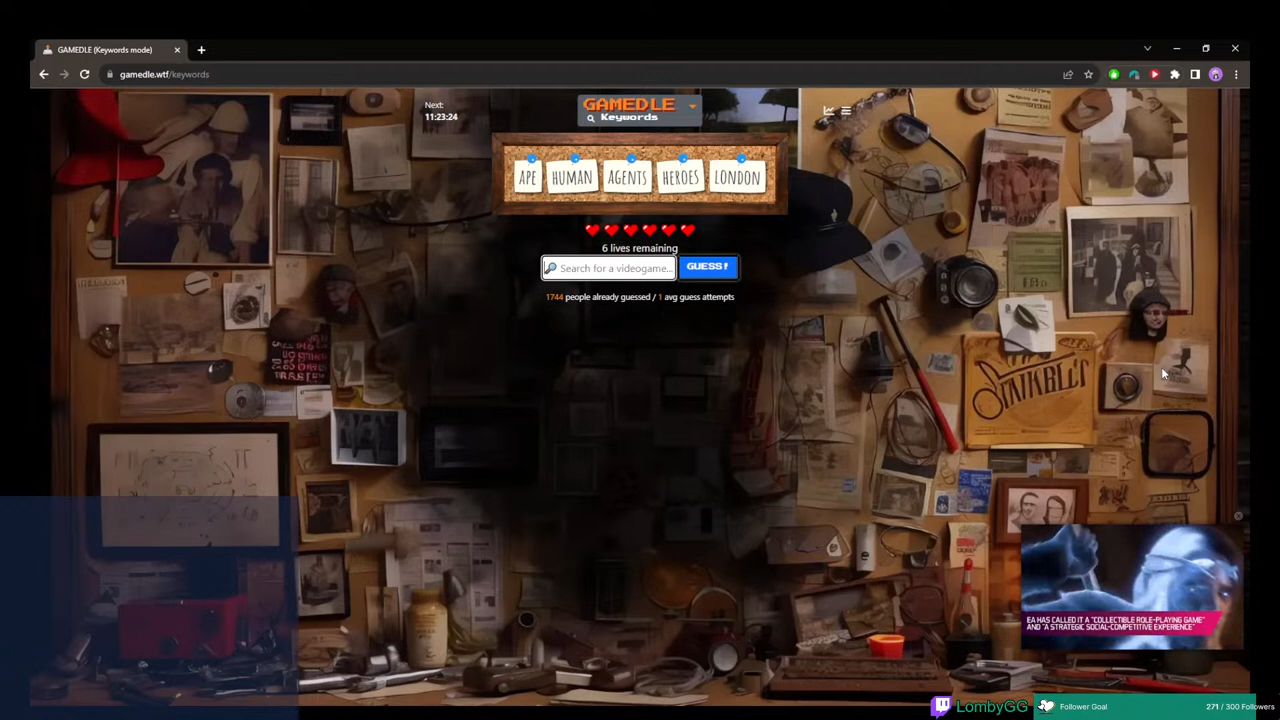 GAMEDLE (Keywords mode)
gamedle.wtf/keywords
Next:
11:23:24
GAMEDLE
Keywords
APE HUMAN AGENTS HEROES LONDON
6 lives remaining
Search for a videogame... GUESS!
1744 people already guessed / 1 avg guess attempts
EA HAS CALLED IT A "COLLECTIBLE ROLE-PLAYING GAME"
AND "A STRATEGIC SOCIAL-COMPETITIVE EXPERIENCE"
LombyGG
Follower Goal
271 / 300 Followers